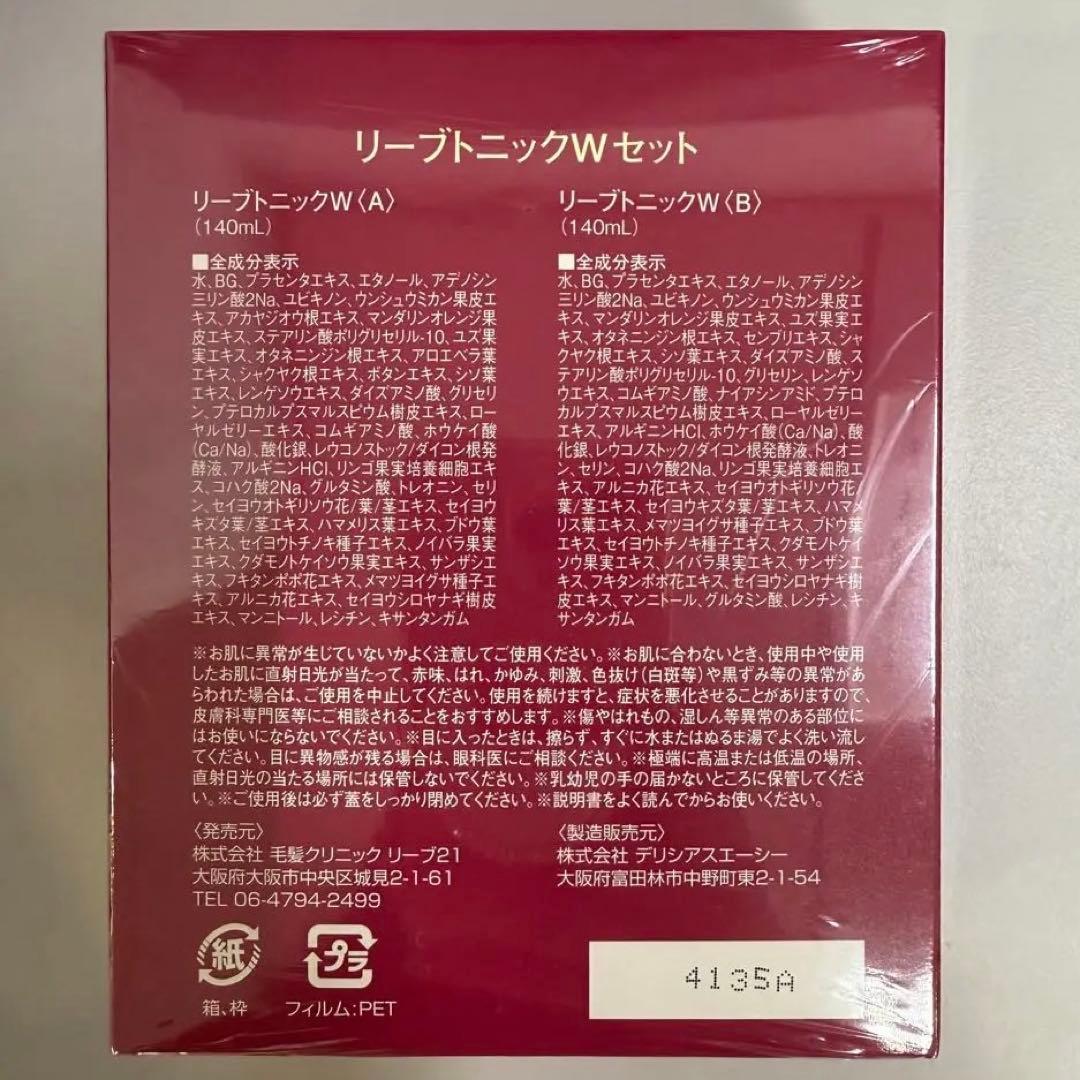 リーブトニックWセット
リーブトニックW〈A〉
(140mL)
■全成分表示
水、BG、プラセンタエキス、エタノール、アデノシン
三リン酸2Na、ユビキノン、ウンシュウミカン果皮エ
キス、アカヤジオウ根エキス、マンダリンオレンジ果
皮エキス、ステアリン酸ポリグリセリル-10、ユズ果
実エキス、オタネニンジン根エキス、アロエベラ葉
エキス、シャクヤク根エキス、ボタンエキス、シソ葉
エキス、レンゲソウエキス、ダイズアミノ酸、グリセリ
ン、プテロカルプスマルスピウム樹皮エキス、ロー
ヤルゼリーエキス、コムギアミノ酸、ホウケイ酸
(Ca/Na)、酸化銀、レウコノストック/ダイコン根発
酵液、アルギニンHCl、リンゴ果実培養細胞エキ
ス、コハク酸2Na、グルタミン酸、トレオニン、セリ
ン、セイヨウオトギリソウ花/葉/茎エキス、セイヨウ
キズタ葉/茎エキス、ハマメリス葉エキス、ブドウ葉
エキス、セイヨウトチノキ種子エキス、ノイバラ果実
エキス、クダモノトケイソウ果実エキス、サンザシエ
キス、フキタンポポ花エキス、メマツヨイグサ種子エ
キス、アルニカ花エキス、セイヨウシロヤナギ樹皮
エキス、マンニトール、レシチン、キサンタンガム
リーブトニックW〈B〉
(140mL)
■全成分表示
水、BG、プラセンタエキス、エタノール、アデノシン
三リン酸2Na、ユビキノン、ウンシュウミカン果皮エ
キス、マンダリンオレンジ果皮エキス、ユズ果実エ
キス、オタネニンジン根エキス、センブリエキス、シャ
クヤク根エキス、シソ葉エキス、ダイズアミノ酸、ス
テアリン酸ポリグリセリル-10、グリセリン、レンゲソ
ウエキス、コムギアミノ酸、ナイアシンアミド、プテロ
カルプスマルスピウム樹皮エキス、ローヤルゼリー
エキス、アルギニンHCl、ホウケイ酸(Ca/Na)、酸
化銀、レウコノストック/ダイコン根発酵液、トレオニ
ン、セリン、コハク酸2Na、リンゴ果実培養細胞エキ
ス、アルニカ花エキス、セイヨウオトギリソウ花/
葉/茎エキス、セイヨウキズタ葉/茎エキス、ハマメ
リス葉エキス、メマツヨイグサ種子エキス、ブドウ葉
エキス、セイヨウトチノキ種子エキス、クダモノトケイ
ソウ果実エキス、ノイバラ果実エキス、サンザシエ
キス、フキタンポポ花エキス、セイヨウシロヤナギ樹
皮エキス、マンニトール、グルタミン酸、レシチン、キ
サンタンガム
※お肌に異常が生じていないかよく注意してご使用ください。※お肌に合わないとき、使用中や使用
したお肌に直射日光が当たって、赤味、はれ、かゆみ、刺激、色抜け(白斑等)や黒ずみ等の異常があ
らわれた場合は、ご使用を中止してください。使用を続けますと、症状を悪化させることがありますので、
皮膚科専門医等にご相談されることをおすすめします。※傷やはれもの、湿しん等異常のある部位に
はお使いにならないでください。※目に入ったときは、擦らず、すぐに水またはぬるま湯でよく洗い流し
てください。目に異物感が残る場合は、眼科医にご相談ください。※極端に高温または低温の場所、
直射日光の当たる場所には保管しないでください。※乳幼児の手の届かないところに保管してくださ
い。※ご使用後は必ず蓋をしっかり閉めてください。※説明書をよく読んでからお使いください。
〈発売元〉
株式会社 毛髪クリニック リーブ21
大阪府大阪市中央区城見2-1-61
TEL 06-4794-2499
〈製造販売元〉
株式会社 デリシアスエーシー
大阪府富田林市中野町東2-1-54
紙
箱、枠
プラ
フィルム:PET
4135A